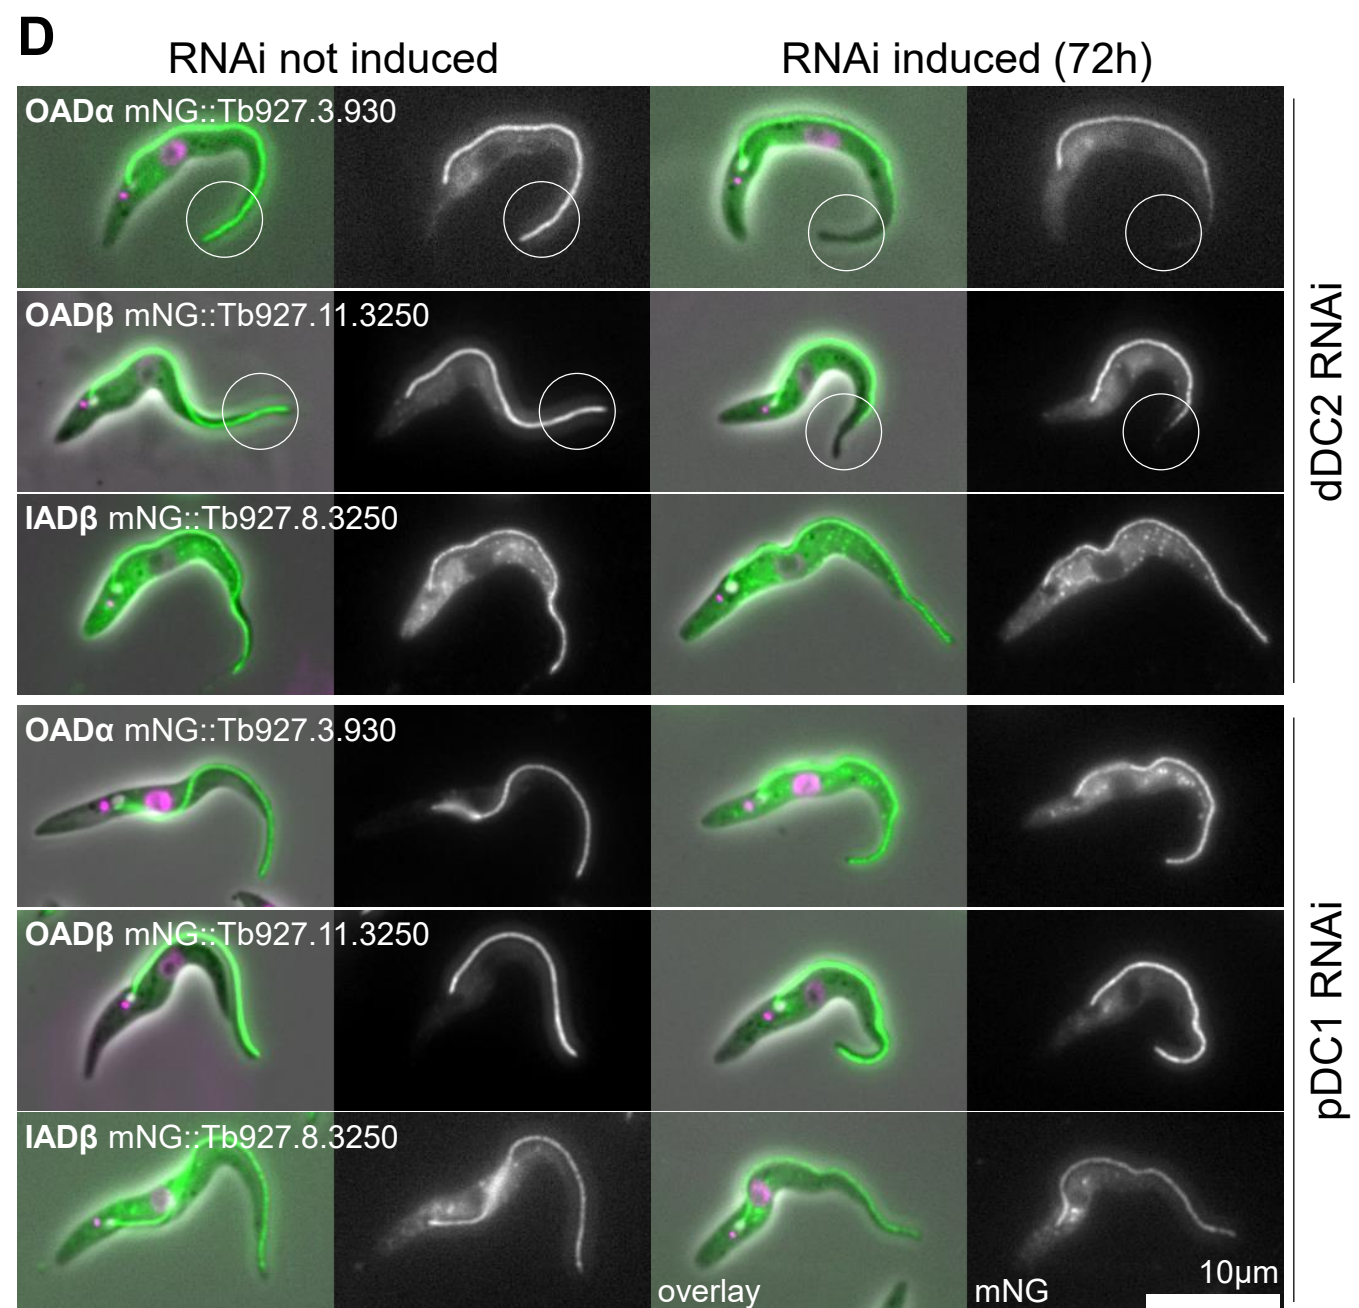 D
RNAi not induced
RNAi induced (72h)
OADα mNG::Tb927.3.930
OADβ mNG::Tb927.11.3250
IADβ mNG::Tb927.8.3250
dDC2 RNAi
OADα mNG::Tb927.3.930
OADβ mNG::Tb927.11.3250
IADβ mNG::Tb927.8.3250
pDC1 RNAi
overlay
mNG
10µm